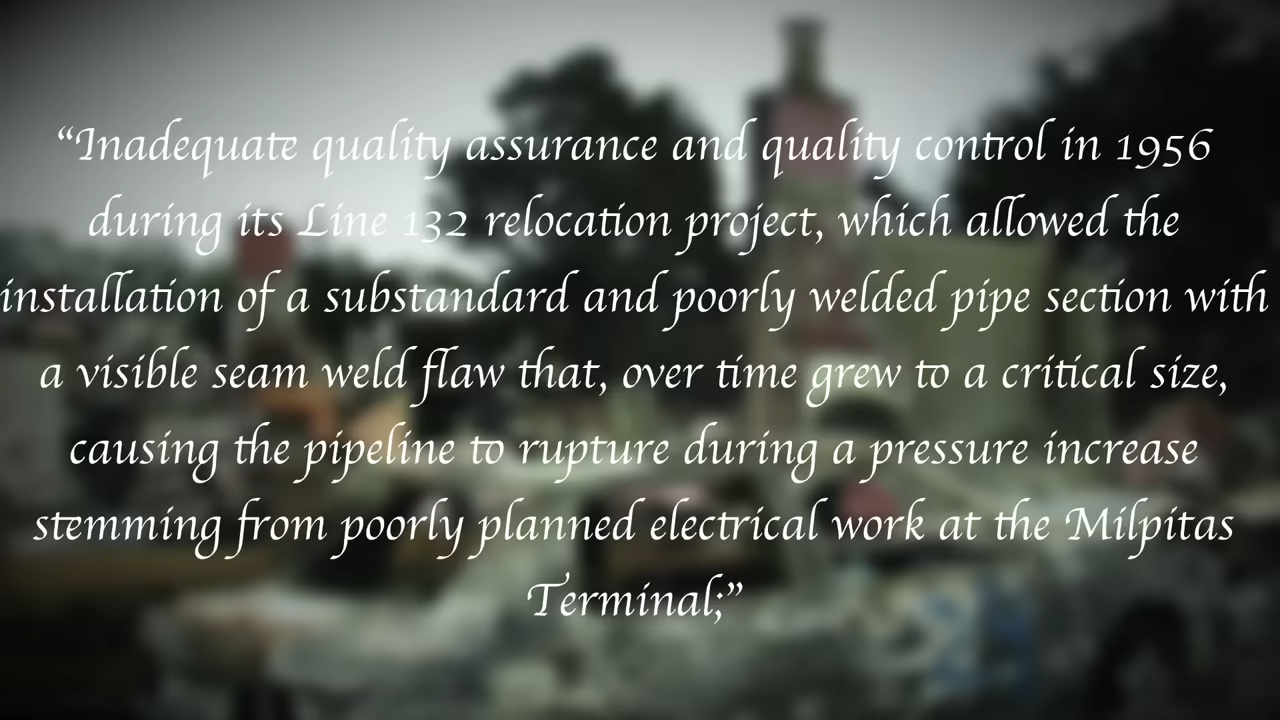 “Inadequate quality assurance and quality control in 1956
during its Line 132 relocation project, which allowed the
installation of a substandard and poorly welded pipe section with
a visible seam weld flaw that, over time grew to a critical size,
causing the pipeline to rupture during a pressure increase
stemming from poorly planned electrical work at the Milpitas
Terminal;”